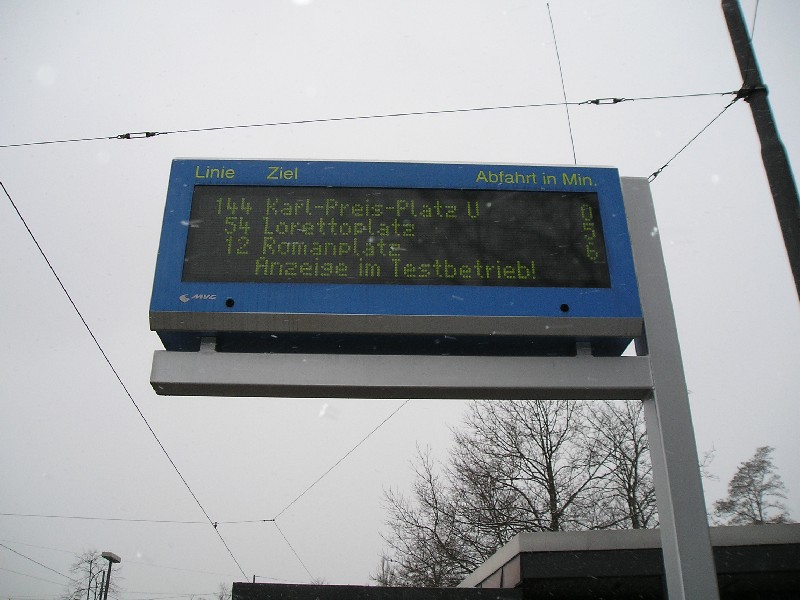 Linie Ziel Abfahrt in Min.
144 Karl-Preis-Platz U 0
54 Lorettoplatz 5
12 Romanplatz 6
Anzeige im Testbetrieb!
MVG